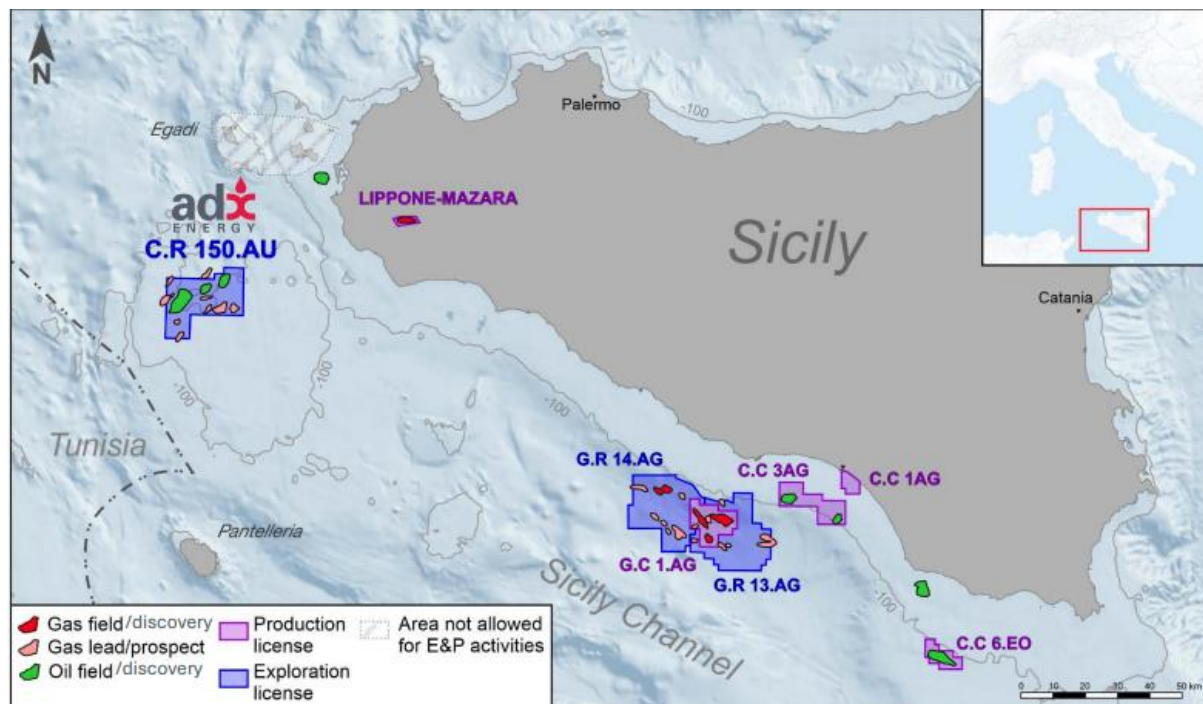 N
Egadi
Palermo
adx
ENERGY
LIPPONE-MAZARA
C.R 150.AU
Sicily
Catania
-100
-100
-100
-100
-100
Tunisia
Pantelleria
G.R 14.AG
C.C 3AG
C.C 1AG
G.C 1.AG
G.R 13.AG
Sicily Channel
C.C 6.EO
Gas field/discovery
Gas lead/prospect
Oil field/discovery
Production
license
Exploration
license
Area not allowed
for E&P activities
0 10 20 30 40 50 km